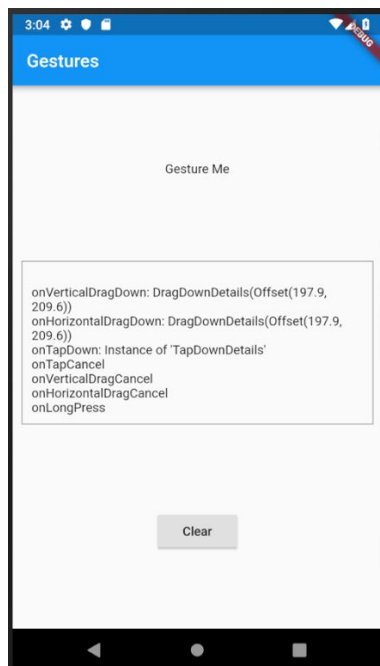 3:04
DEBUG
Gestures
Gesture Me
onVerticalDragDown: DragDownDetails(Offset(197.9,
209.6))
onHorizontalDragDown: DragDownDetails(Offset(197.9,
209.6))
onTapDown: Instance of 'TapDownDetails'
onTapCancel
onVerticalDragCancel
onHorizontalDragCancel
onLongPress
Clear